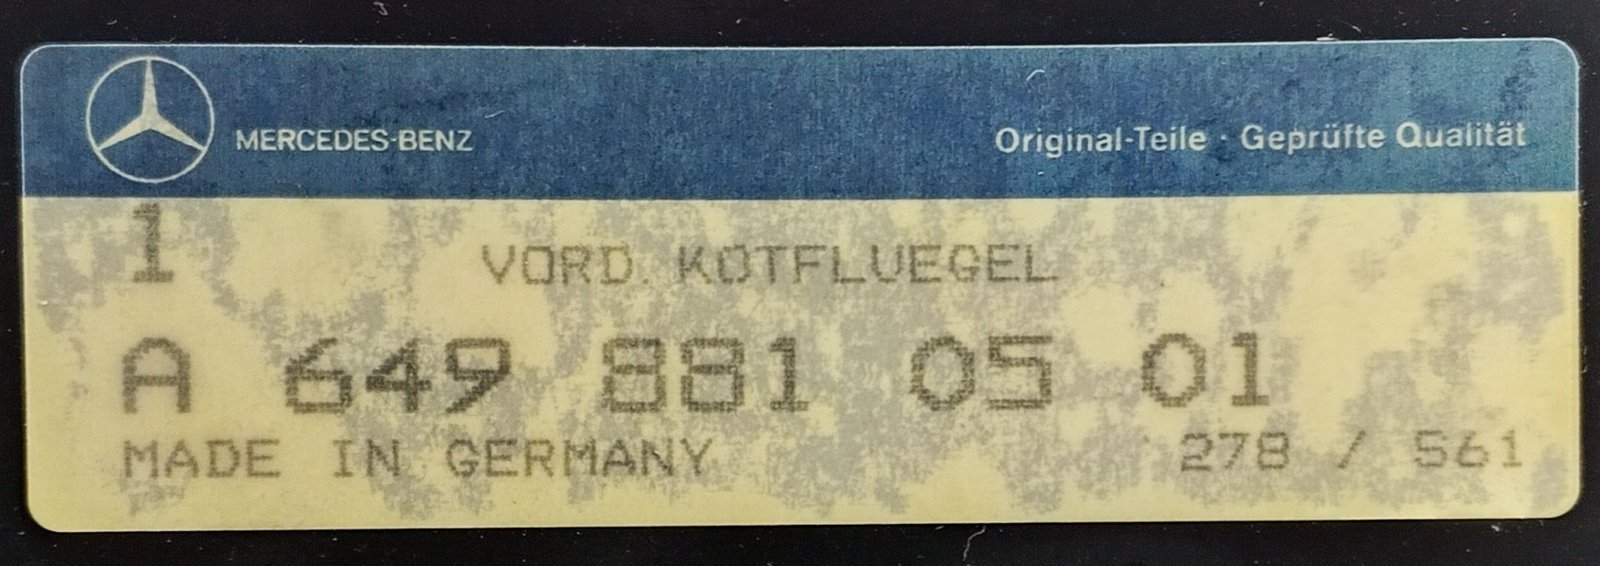 MERCEDES-BENZ
Original-Teile · Geprüfte Qualität
1
VORD. KOTFLUEGEL
A 649 881 05 01
MADE IN GERMANY
278 / 561